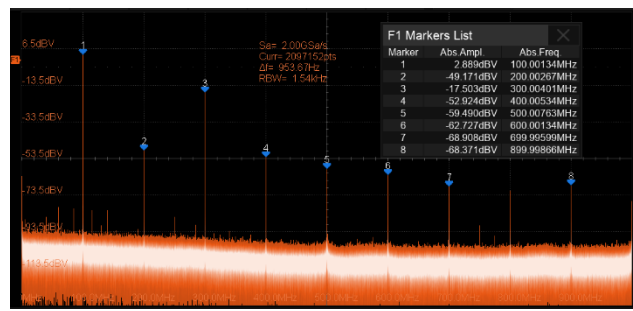 F1 Markers List
Marker Abs.Ampl. Abs.Freq.
1 2.889dBV 100.00134MHz
2 -49.171dBV 200.00267MHz
3 -17.503dBV 300.00401MHz
4 -52.924dBV 400.00534MHz
5 -59.490dBV 500.00763MHz
6 -62.727dBV 600.00134MHz
7 -68.908dBV 699.99599MHz
8 -68.371dBV 899.99866MHz
Sa= 2.00GSa/s
Curr= 2097152pts
Δf= 953.67Hz
RBW= 1.54kHz
6.5dBV
F1
-13.5dBV
-33.5dBV
-53.5dBV
-73.5dBV
-93.5dBV
-113.5dBV
1
2
3
4
5
6
7
8